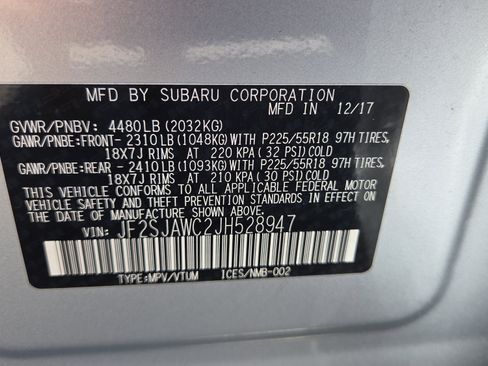 MFD BY SUBARU CORPORATION
MFD IN 12/17
GVWR/PNBV: 4480LB (2032KG)
GAWR/PNBE:FRONT- 2310LB (1048KG) WITH P225/55R18 97H TIRES,
18X7J RIMS AT 220 KPA (32 PSI) COLD
GAWR/PNBE:REAR - 2410LB (1093KG) WITH P225/55R18 97H TIRES,
18X7J RIMS AT 210 KPA (30 PSI) COLD
THIS VEHICLE CONFORMS TO ALL APPLICABLE FEDERAL MOTOR
VEHICLE SAFETY AND BUMPER STANDARDS IN EFFECT ON THE
DATE OF MANUFACTURE SHOWN ABOVE.
VIN: JF2SJAWC2JH528947
TYPE:MPV/VTUM ICES/NMB-002